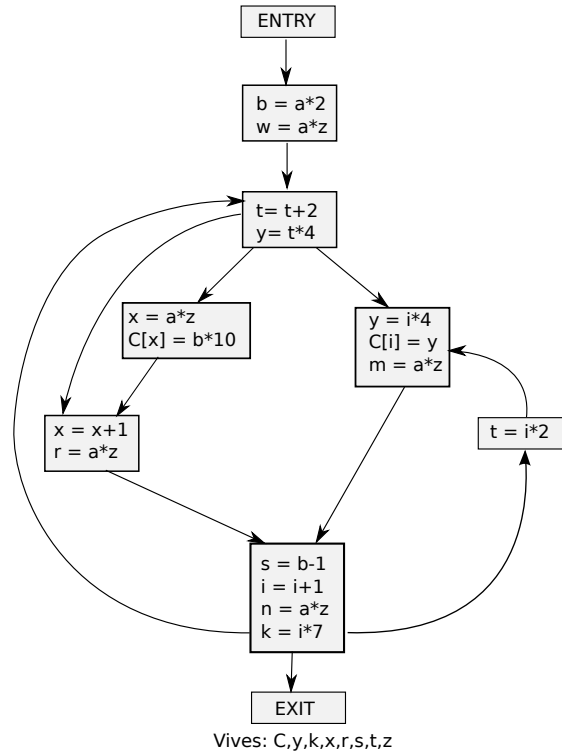 ENTRY
b = a*2
w = a*z
t= t+2
y= t*4
x = a*z
C[x] = b*10
y = i*4
C[i] = y
m = a*z
x = x+1
r = a*z
t = i*2
s = b-1
i = i+1
n = a*z
k = i*7
EXIT
Vives: C,y,k,x,r,s,t,z